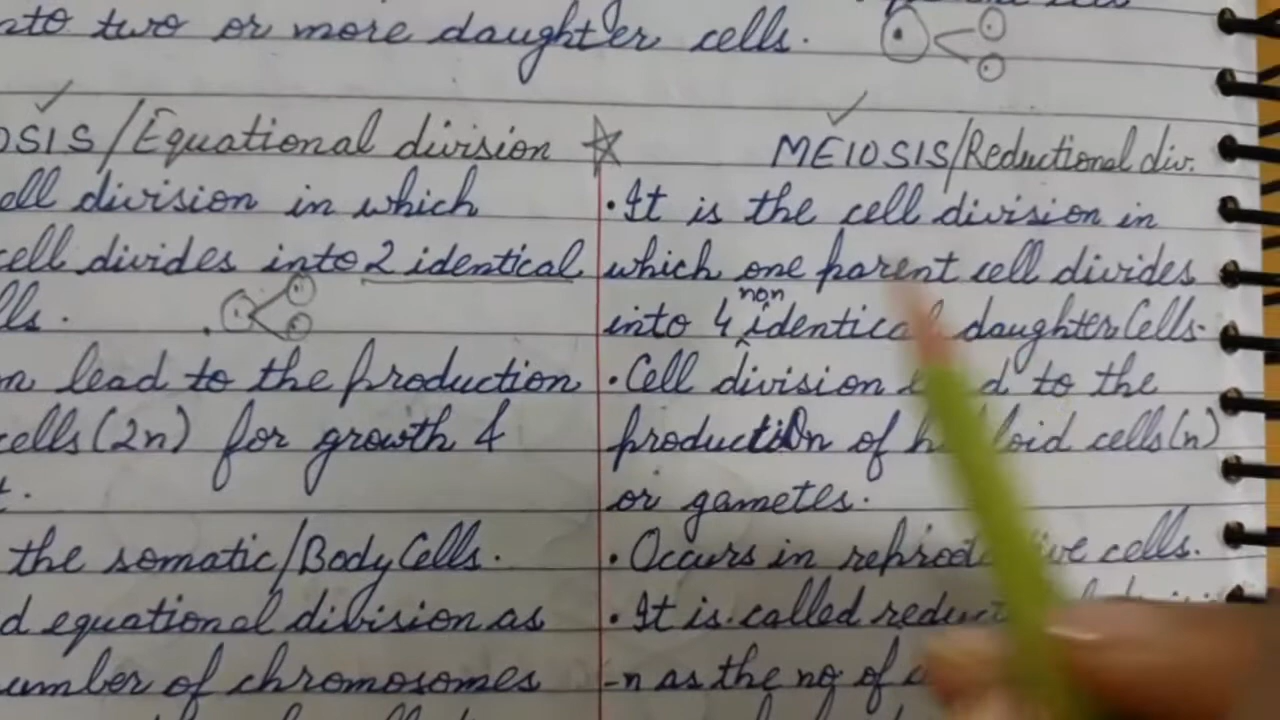 nto two or more daughter cells.
OSIS/Equational division
ell division in which
cell divides into 2 identical
lls.
n lead to the production
cells (2n) for growth &
t.
the somatic/Body Cells.
d equational division as
umber of chromosomes
MEIOSIS/Reductional div.
• It is the cell division in
which one parent cell divides
non
into 4 identical daughter Cells.
• Cell division d to the
production of cells (n)
or gametes.
• Occurs in cells.
• It is called
-n as the no of